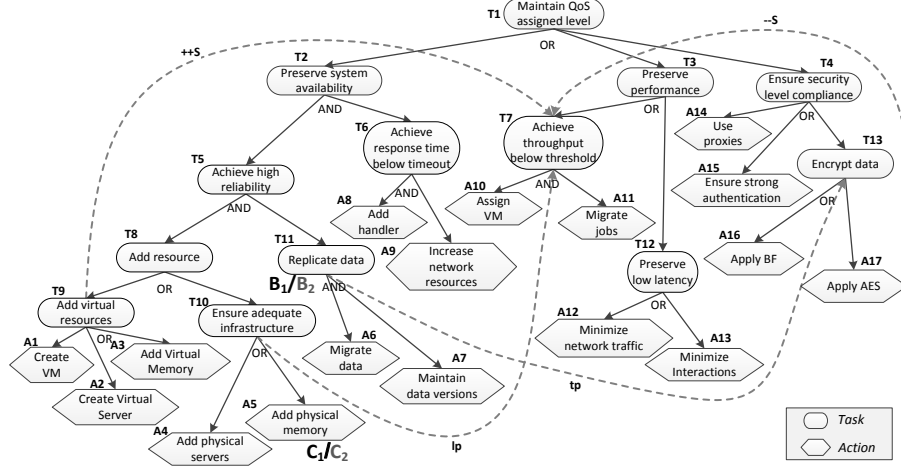 T1
Maintain QoS
assigned level
OR
++S
--S
T2
Preserve system
availability
AND
T3
Preserve
performance
OR
T4
Ensure security
level compliance
OR
T6
Achieve
response time
below timeout
AND
T7
Achieve
throughput
below threshold
AND
A14
Use
proxies
T13
Encrypt data
OR
T5
Achieve high
reliability
AND
A8
Add
handler
A9
Increase
network
resources
A10
Assign
VM
A11
Migrate
jobs
A15
Ensure strong
authentication
A16
Apply BF
A17
Apply AES
T8
Add resource
OR
T11
Replicate data
B1/B2
AND
T12
Preserve
low latency
OR
T9
Add virtual
resources
OR
T10
Ensure adequate
infrastructure
OR
A1
Create
VM
A2
Create Virtual
Server
A3
Add Virtual
Memory
A6
Migrate
data
A7
Maintain
data versions
A12
Minimize
network traffic
A13
Minimize
Interactions
A4
Add physical
servers
A5
Add physical
memory
C1/C2
lp
tp
Task
Action